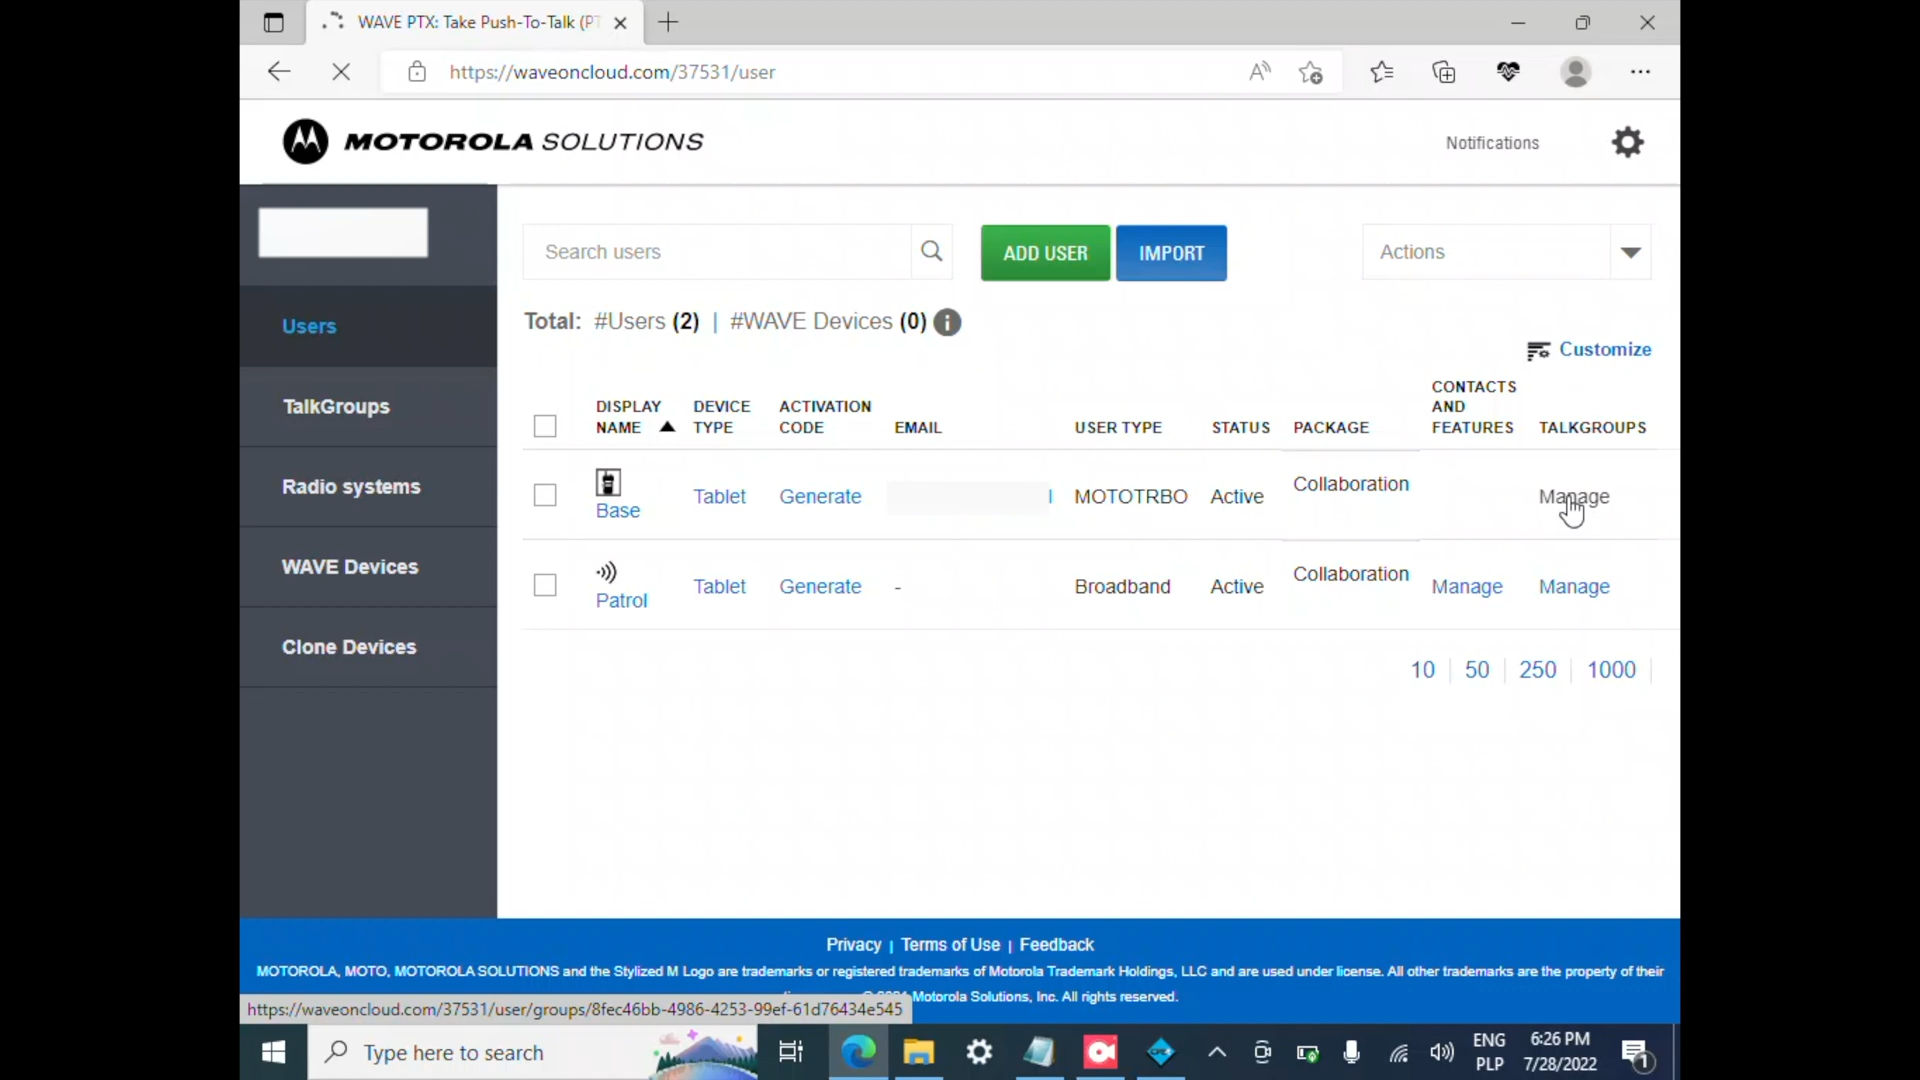 WAVE PTX: Take Push-To-Talk (PT
https://waveoncloud.com/37531/user
MOTOROLA SOLUTIONS
Notifications
Search users
ADD USER
IMPORT
Actions
Users
TalkGroups
Radio systems
WAVE Devices
Clone Devices
Total: #Users (2) | #WAVE Devices (0)
Customize
DISPLAY NAME
DEVICE TYPE
ACTIVATION CODE
EMAIL
USER TYPE
STATUS
PACKAGE
CONTACTS AND FEATURES
TALKGROUPS
Base Tablet Generate MOTOTRBO Active Collaboration Manage
Patrol Tablet Generate - Broadband Active Collaboration Manage Manage
10 | 50 | 250 | 1000
Privacy | Terms of Use | Feedback
MOTOROLA, MOTO, MOTOROLA SOLUTIONS and the Stylized M Logo are trademarks or registered trademarks of Motorola Trademark Holdings, LLC and are used under license. All other trademarks are the property of their
Motorola Solutions, Inc. All rights reserved.
https://waveoncloud.com/37531/user/groups/8fec46bb-4986-4253-99ef-61d76434e545
Type here to search
ENG
PLP
6:26 PM
7/28/2022
1